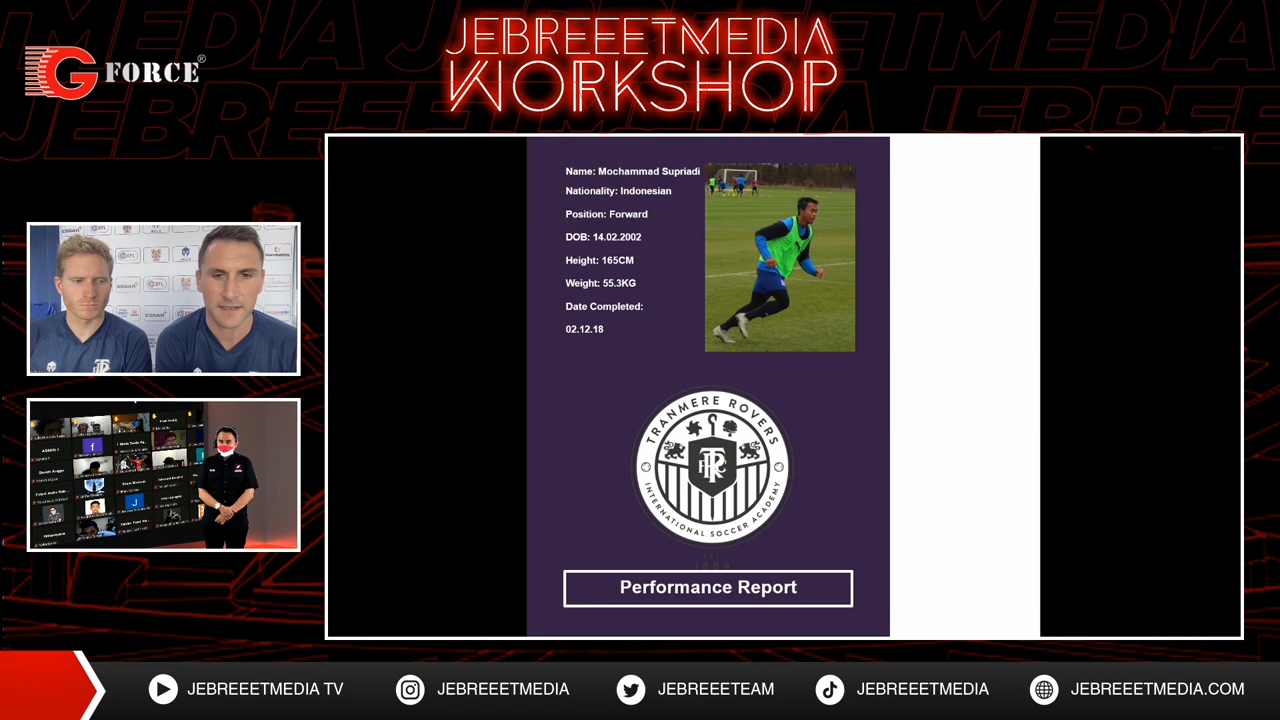 JEBREEETMEDIA
WORKSHOP
G FORCE®
Name: Mochammad Supriadi
Nationality: Indonesian
Position: Forward
DOB: 14.02.2002
Height: 165CM
Weight: 55.3KG
Date Completed:
02.12.18
TRANMERE ROVERS
TRFC
INTERNATIONAL SOCCER ACADEMY
EST
1884
Performance Report
JEBREEETMEDIA TV
JEBREEETMEDIA
JEBREEETEAM
JEBREEETMEDIA
JEBREEETMEDIA.COM